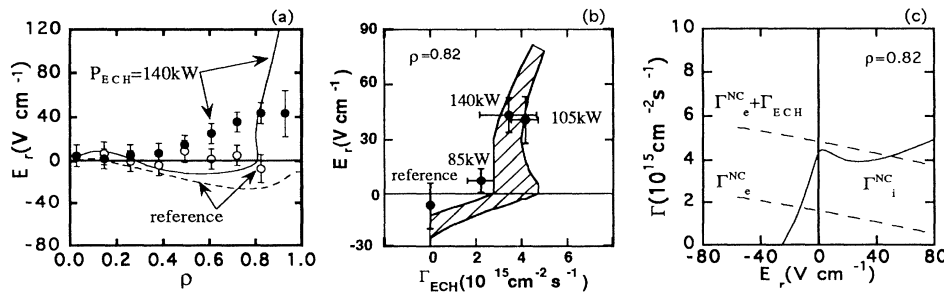 (a)
120
80
40
0
-40
-80
E_r(V cm⁻¹)
P_ECH=140kW
reference
0.0 0.2 0.4 0.6 0.8 1.0
ρ
(b)
90
60
30
0
-30
E_r(V cm⁻¹)
ρ=0.82
140kW
105kW
85kW
reference
0 2 4 6
Γ_ECH(10 ¹⁵cm⁻²s⁻¹)
(c)
10
8
6
4
2
0
Γ(10¹⁵cm⁻²s⁻¹)
ρ=0.82
Γ^NC_e+Γ_ECH
Γ^NC_e
Γ^NC_i
-80 -40 0 40 80
E_r(V cm⁻¹)